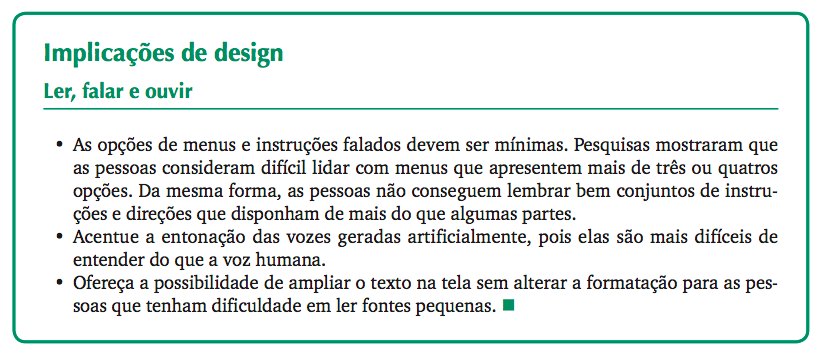 Implicações de design
Ler, falar e ouvir
• As opções de menus e instruções falados devem ser mínimas. Pesquisas mostraram que
as pessoas consideram difícil lidar com menus que apresentem mais de três ou quatros
opções. Da mesma forma, as pessoas não conseguem lembrar bem conjuntos de instru-
ções e direções que disponham de mais do que algumas partes.
• Acentue a entonação das vozes geradas artificialmente, pois elas são mais difíceis de
entender do que a voz humana.
• Ofereça a possibilidade de ampliar o texto na tela sem alterar a formatação para as pes-
soas que tenham dificuldade em ler fontes pequenas. ■